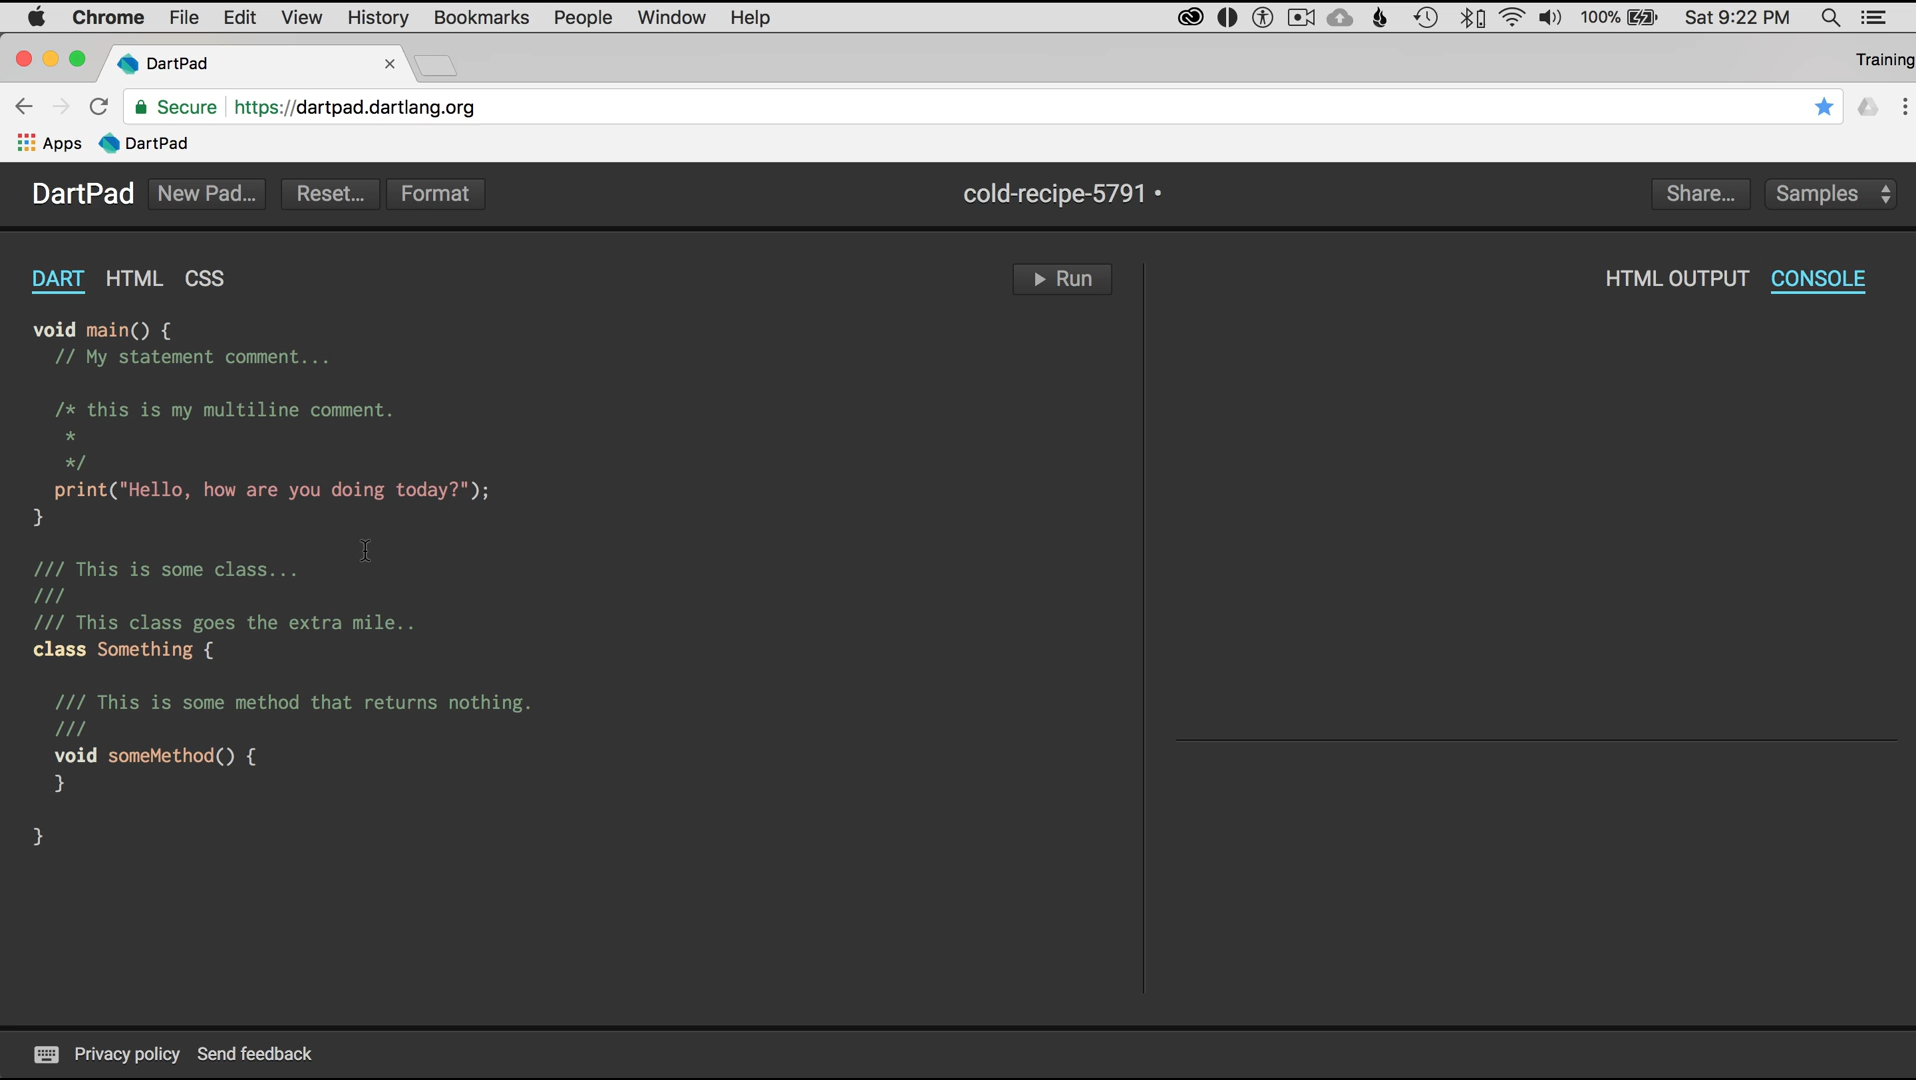 Chrome File Edit View History Bookmarks People Window Help 100% Sat 9:22 PM
DartPad Training
Secure https://dartpad.dartlang.org
Apps DartPad
DartPad New Pad... Reset... Format cold-recipe-5791 • Share... Samples
DART HTML CSS Run HTML OUTPUT CONSOLE
void main() {
// My statement comment...
/* this is my multiline comment.
*
*/
print("Hello, how are you doing today?");
}
/// This is some class...
///
/// This class goes the extra mile..
class Something {
/// This is some method that returns nothing.
///
void someMethod() {
}
}
Privacy policy Send feedback